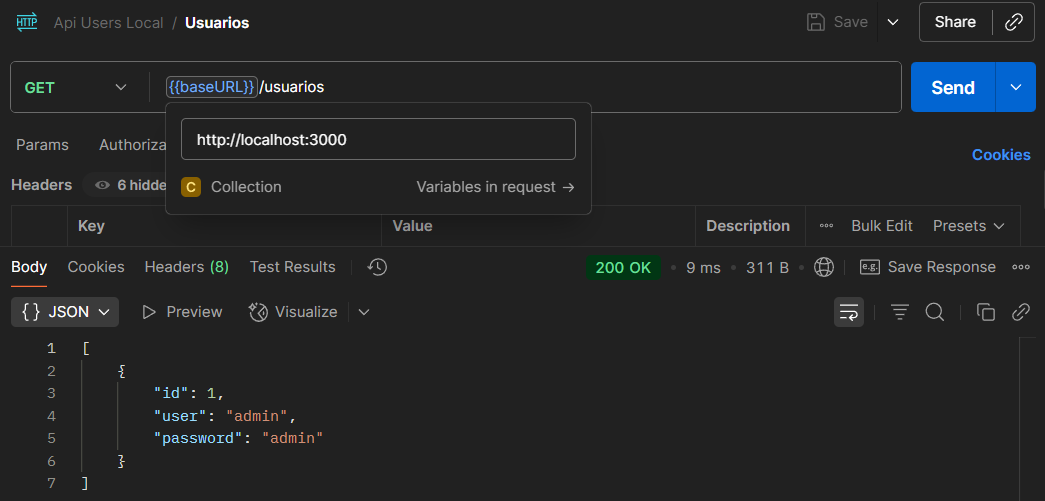 HTTP Api Users Local / Usuarios Save Share
GET {{baseURL}}/usuarios Send
http://localhost:3000
Params Authoriza Cookies
C Collection Variables in request →
Headers 6 hidde
Key Value Description Bulk Edit Presets
Body Cookies Headers (8) Test Results 200 OK • 9 ms • 311 B • e.g. Save Response
{} JSON Preview Visualize
1 [
2 {
3 "id": 1,
4 "user": "admin",
5 "password": "admin"
6 }
7 ]